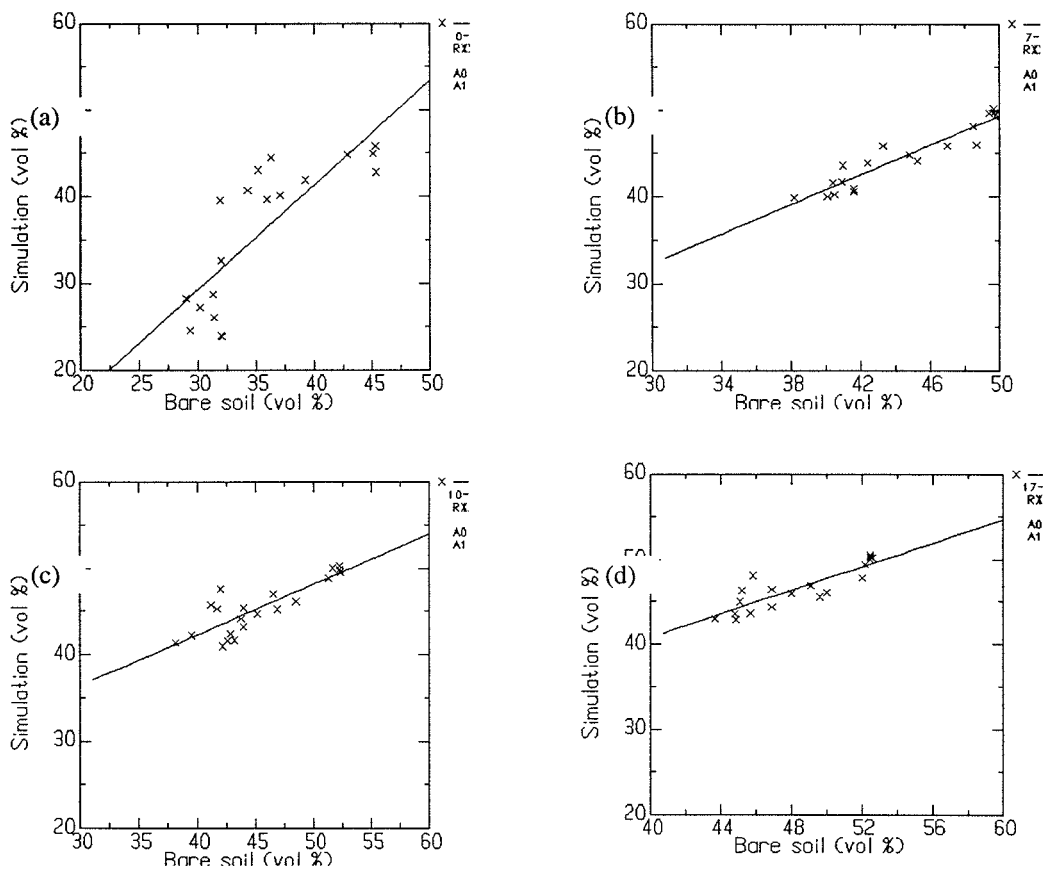 60
x —
0-
RX
A0
A1
50
(a)
40
30
20
Simulation (vol %)
20 25 30 35 40 45 50
Bare soil (vol %)
60
x —
7-
RX
A0
A1
(b)
40
30
20
Simulation (vol %)
30 34 38 42 46 50
Bare soil (vol %)
60
x —
10-
RX
A0
A1
(c)
40
30
20
Simulation (vol %)
30 35 40 45 50 55 60
Bare soil (vol %)
60
x —
17-
RX
A0
A1
(d)
40
30
20
Simulation (vol %)
40 44 48 52 56 60
Bare soil (vol %)